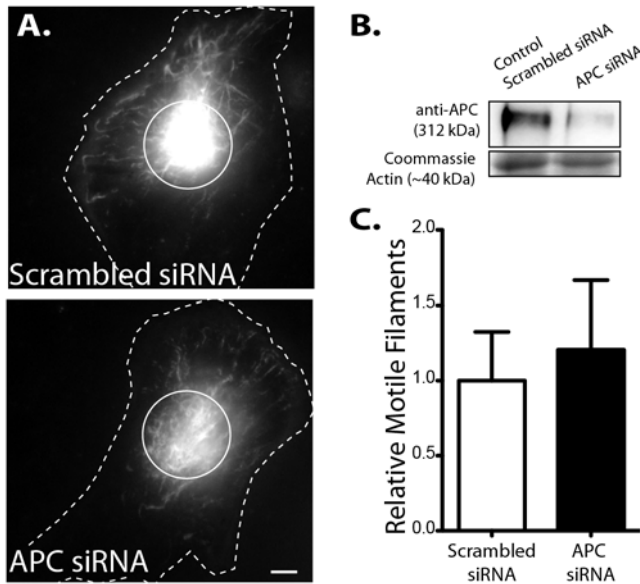 A.
Scrambled siRNA
APC siRNA
B.
Control
Scrambled siRNA
APC siRNA
anti-APC
(312 kDa)
Coommassie
Actin (~40 kDa)
C.
Relative Motile Filaments
2.0
1.5
1.0
0.5
0.0
Scrambled
siRNA
APC
siRNA